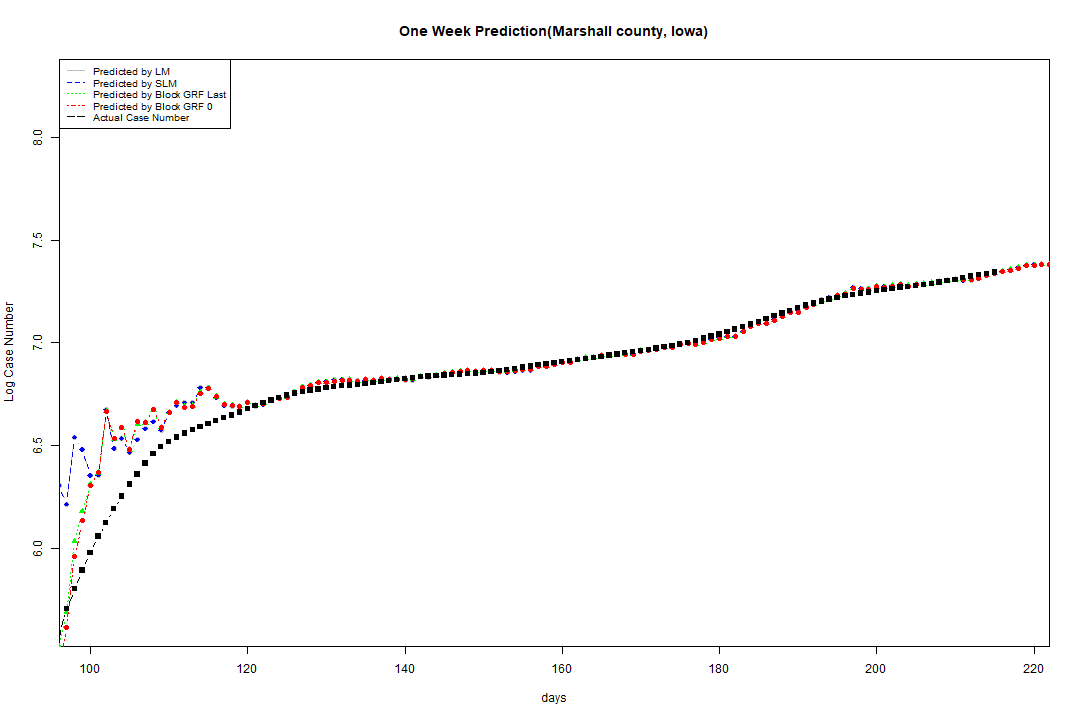 One Week Prediction(Marshall county, Iowa)
Predicted by LM
Predicted by SLM
Predicted by Block GRF Last
Predicted by Block GRF 0
Actual Case Number
8.0
7.5
7.0
6.5
6.0
Log Case Number
100 120 140 160 180 200 220
days